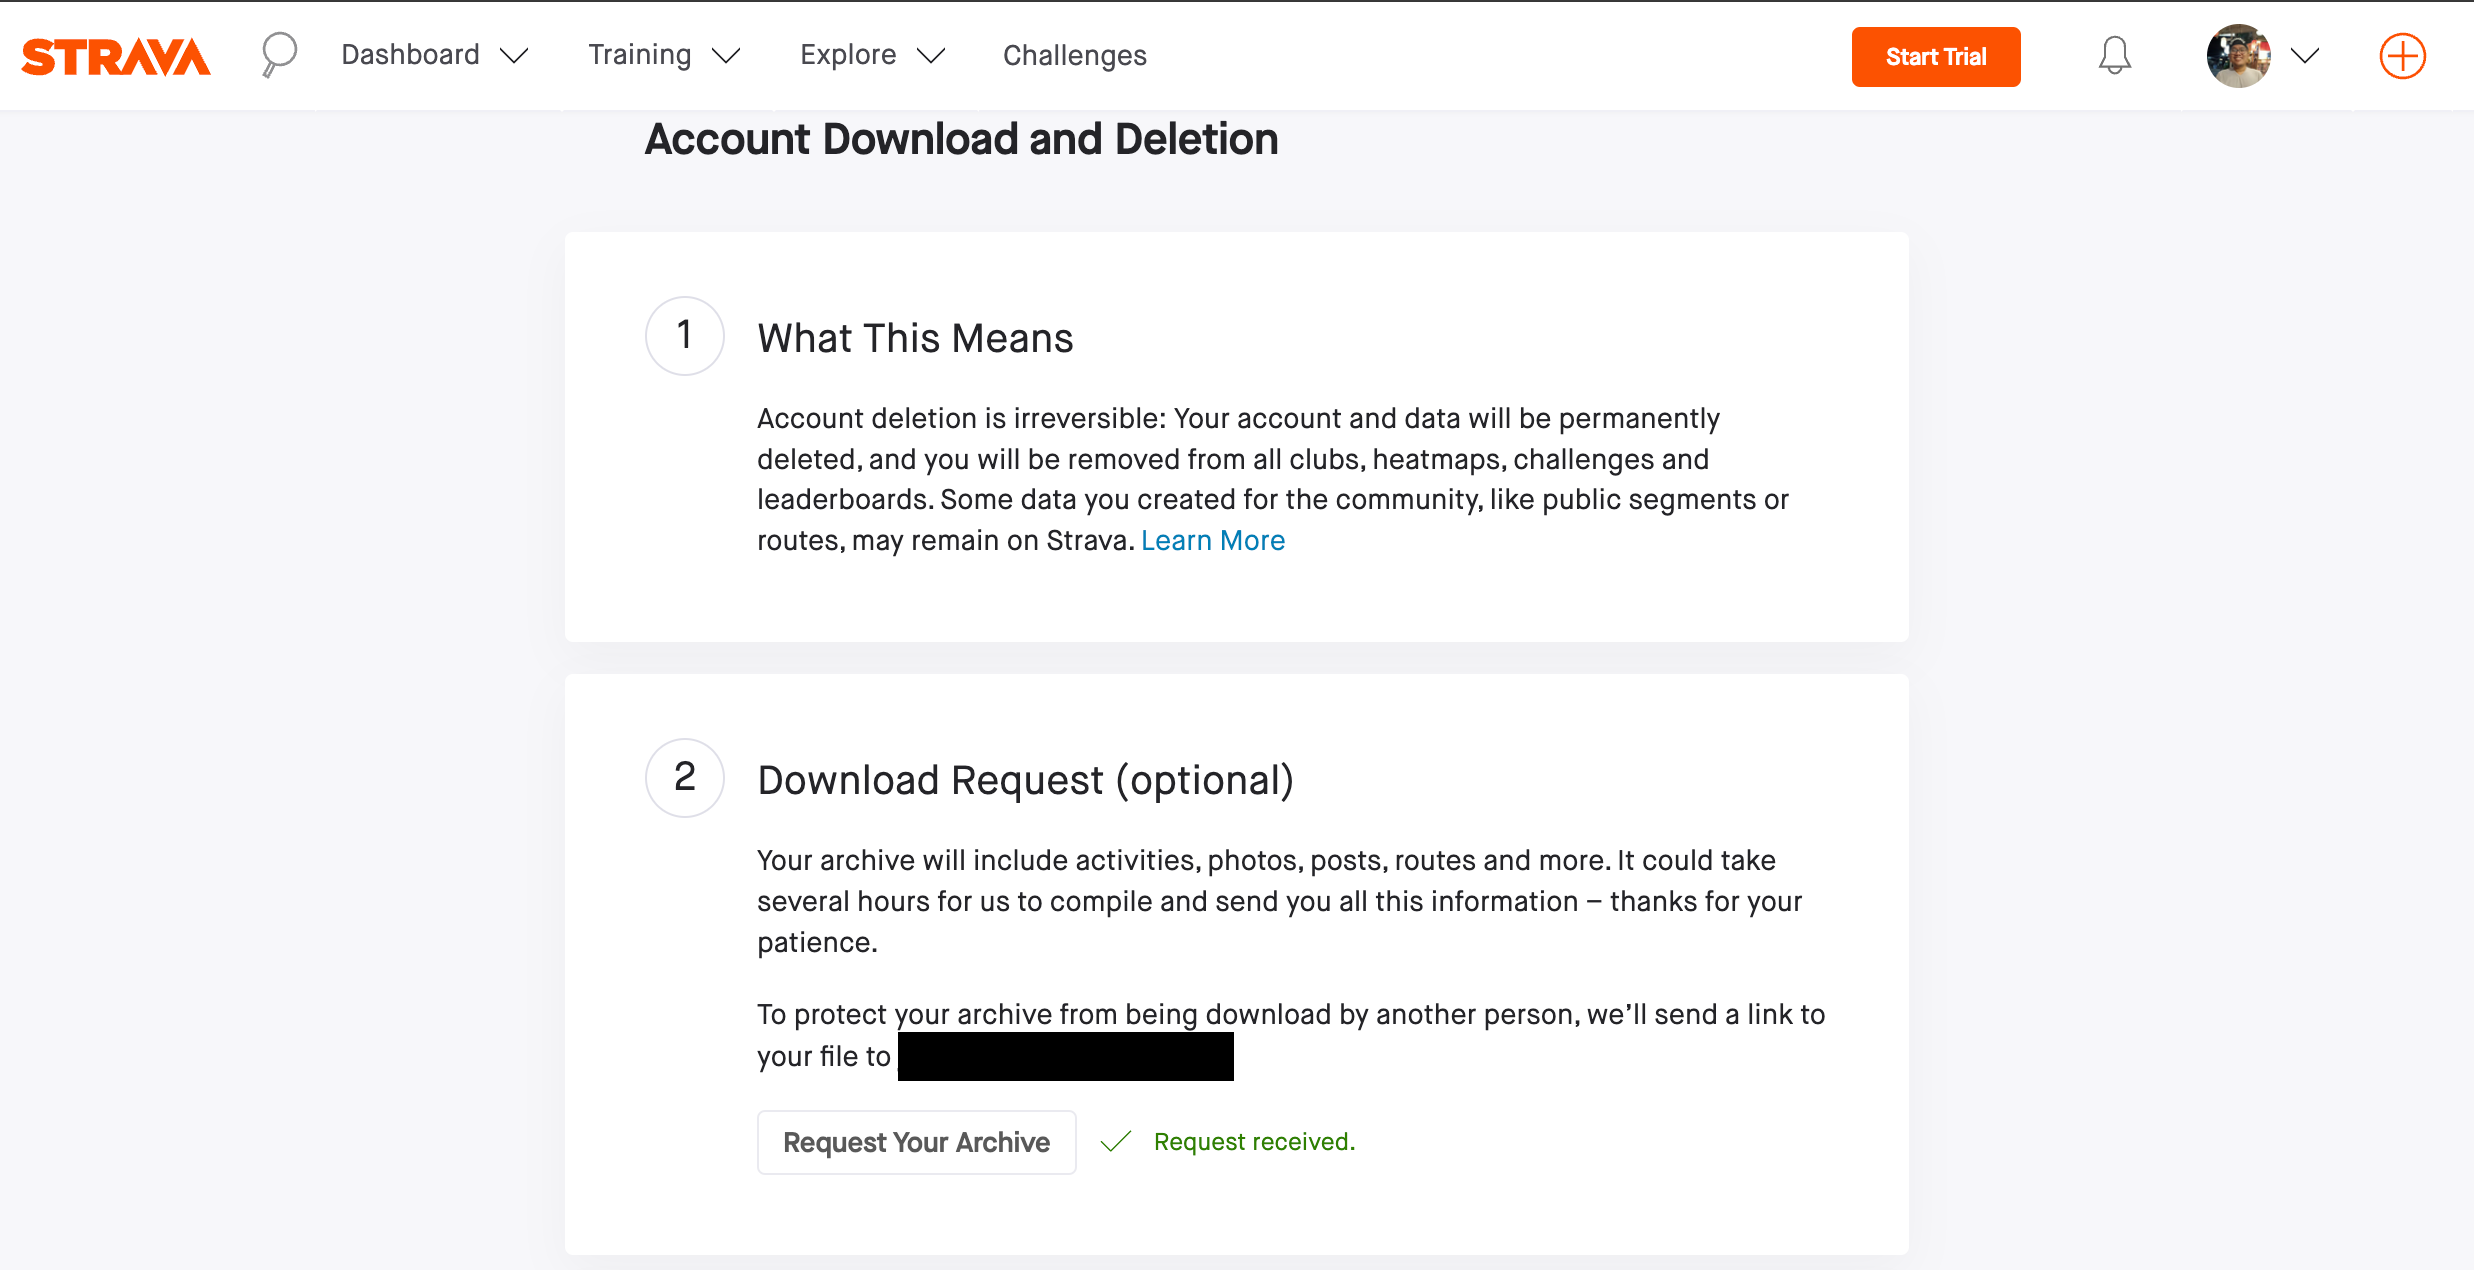 STRAVA Dashboard Training Explore Challenges Start Trial
Account Download and Deletion
1 What This Means
Account deletion is irreversible: Your account and data will be permanently
deleted, and you will be removed from all clubs, heatmaps, challenges and
leaderboards. Some data you created for the community, like public segments or
routes, may remain on Strava. Learn More
2 Download Request (optional)
Your archive will include activities, photos, posts, routes and more. It could take
several hours for us to compile and send you all this information – thanks for your
patience.
To protect your archive from being download by another person, we’ll send a link to
your file to
Request Your Archive Request received.